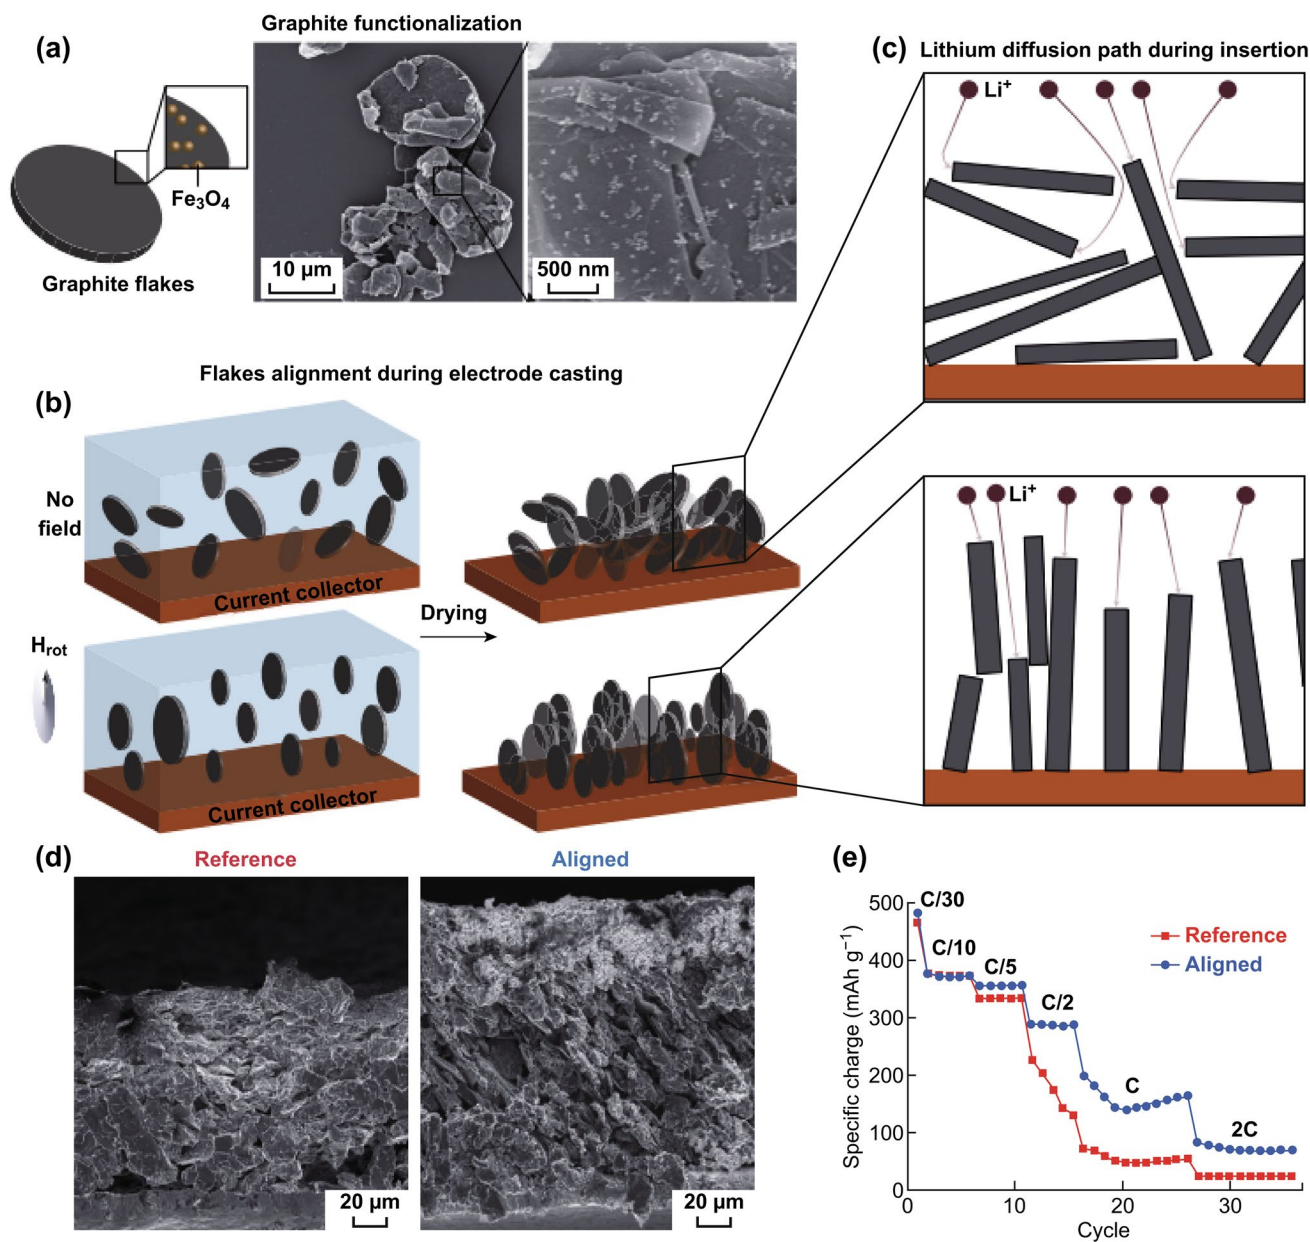 Graphite functionalization
(a)
Fe₃O₄
Graphite flakes
10 µm
500 nm
(c)
Lithium diffusion path during insertion
Li⁺
Li⁺
Flakes alignment during electrode casting
(b)
No
field
Current collector
Drying
Hrot
Current collector
(d)
Reference
Aligned
20 µm
20 µm
(e)
Specific charge (mAh g⁻¹)
500
400
300
200
100
0
C/30
C/10
C/5
C/2
C
2C
Reference
Aligned
0
10
20
30
Cycle